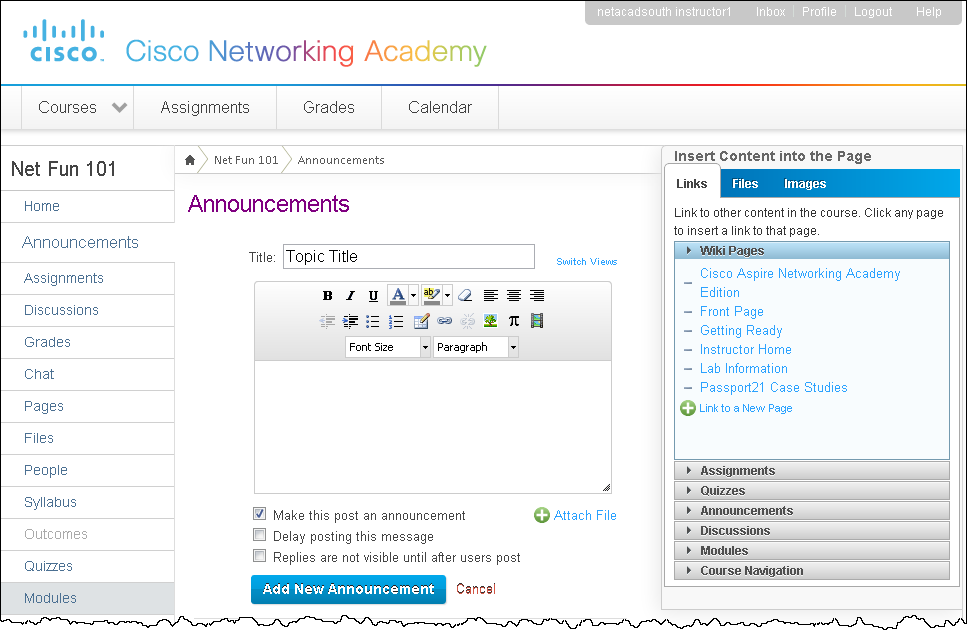 netacadsouth instructor1 Inbox Profile Logout Help
cisco.
Cisco Networking Academy
Courses Assignments Grades Calendar
Net Fun 101
Home
Announcements
Assignments
Discussions
Grades
Chat
Pages
Files
People
Syllabus
Outcomes
Quizzes
Modules
Net Fun 101 Announcements
Announcements
Title: Topic Title Switch Views
B I U A ab
π
Font Size Paragraph
Make this post an announcement
Attach File
Delay posting this message
Replies are not visible until after users post
Add New Announcement Cancel
Insert Content into the Page
Links Files Images
Link to other content in the course. Click any page
to insert a link to that page.
Wiki Pages
Cisco Aspire Networking Academy
Edition
Front Page
Getting Ready
Instructor Home
Lab Information
Passport21 Case Studies
Link to a New Page
Assignments
Quizzes
Announcements
Discussions
Modules
Course Navigation